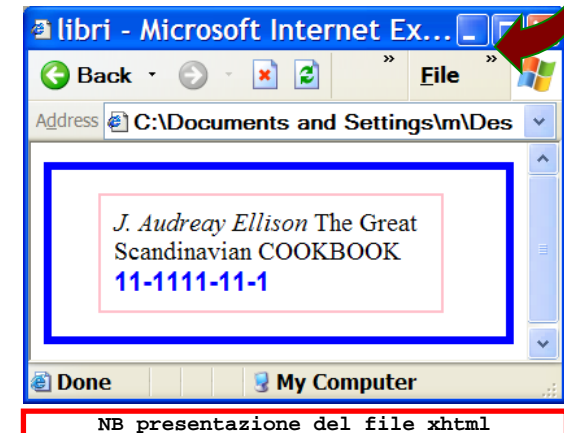 libri - Microsoft Internet Ex...
Back » File »
Address C:\Documents and Settings\m\Des
J. Audreay Ellison The Great
Scandinavian COOKBOOK
11-1111-11-1
Done My Computer
NB presentazione del file xhtml